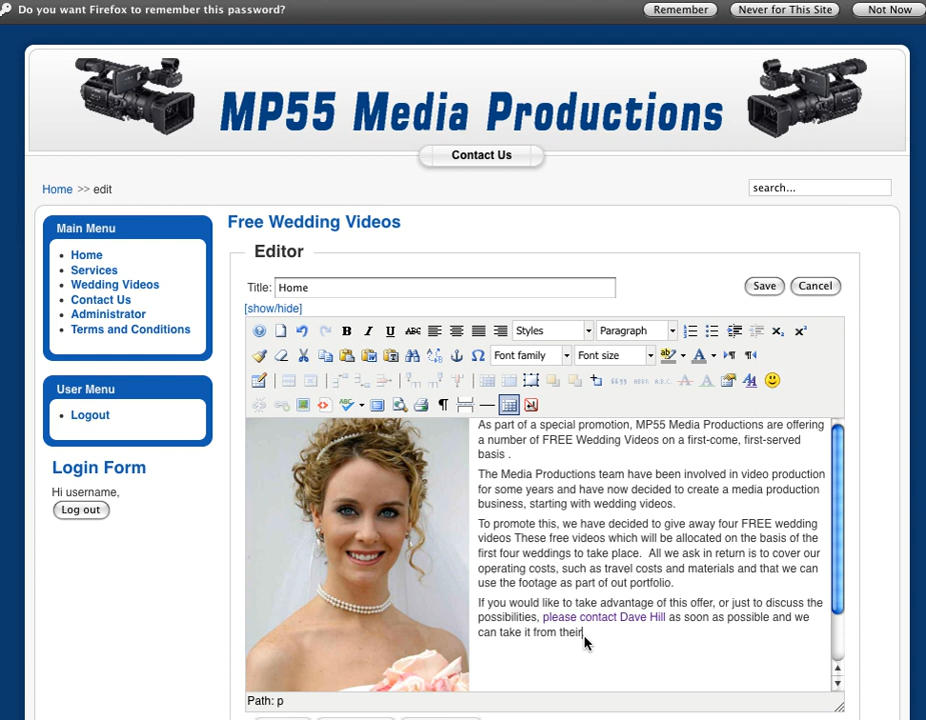 Do you want Firefox to remember this password?
Remember
Never for This Site
Not Now
MP55 Media Productions
Contact Us
Home >> edit
search...
Main Menu
Home
Services
Wedding Videos
Contact Us
Administrator
Terms and Conditions
User Menu
Logout
Login Form
Hi username,
Log out
Free Wedding Videos
Editor
Title: Home
Save
Cancel
[show/hide]
B I U ABC Styles Paragraph
Font family Font size
As part of a special promotion, MP55 Media Productions are offering
a number of FREE Wedding Videos on a first-come, first-served
basis .
The Media Productions team have been involved in video production
for some years and have now decided to create a media production
business, starting with wedding videos.
To promote this, we have decided to give away four FREE wedding
videos These free videos which will be allocated on the basis of the
first four weddings to take place. All we ask in return is to cover our
operating costs, such as travel costs and materials and that we can
use the footage as part of out portfolio.
If you would like to take advantage of this offer, or just to discuss the
possibilities, please contact Dave Hill as soon as possible and we
can take it from their
Path: p